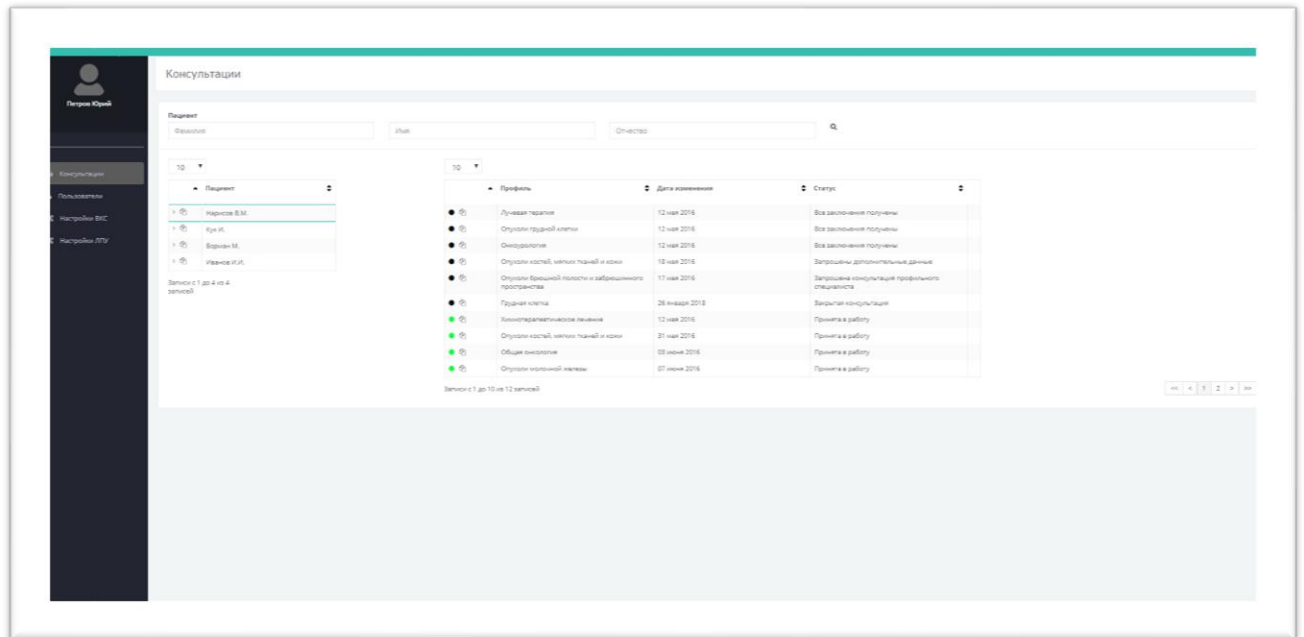 Петров Юрий
Консультации
Пользователи
Настройки ВКС
Настройки ЛПУ
Консультации
Пациент
Фамилия Имя Отчество
10
Пациент
Нарисов В.М.
Кук И.
Борман М.
Иванов И.И.
Записи с 1 до 4 из 4
записей
10
Профиль Дата изменения Статус
Лучевая терапия 12 мая 2016 Все заключения получены
Опухоли грудной клетки 12 мая 2016 Все заключения получены
Онкоурология 12 мая 2016 Все заключения получены
Опухоли костей, мягких тканей и кожи 18 мая 2016 Запрошены дополнительные данные
Опухоли брюшной полости и забрюшинного 17 мая 2016 Запрошена консультация профильного
пространства специалиста
Грудная клетка 26 января 2018 Закрытая консультация
Химиотерапевтическое лечение 12 мая 2016 Принята в работу
Опухоли костей, мягких тканей и кожи 31 мая 2016 Принята в работу
Общая онкология 03 июня 2016 Принята в работу
Опухоли молочной железы 07 июня 2016 Принята в работу
Записи с 1 до 10 из 12 записей
<< < 1 2 > >>